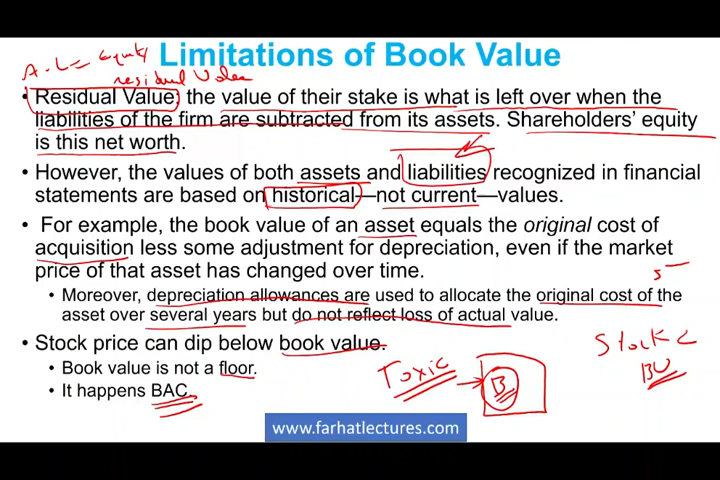 A - L = equity
Limitations of Book Value
residual Value
• Residual Value: the value of their stake is what is left over when the
liabilities of the firm are subtracted from its assets. Shareholders’ equity
is this net worth.
• However, the values of both assets and liabilities recognized in financial
statements are based on historical—not current—values.
• For example, the book value of an asset equals the original cost of
acquisition less some adjustment for depreciation, even if the market
price of that asset has changed over time.
• Moreover, depreciation allowances are used to allocate the original cost of the
asset over several years but do not reflect loss of actual value.
• Stock price can dip below book value.
Stock <
BV
• Book value is not a floor.
Toxic
B
• It happens BAC.
www.farhatlectures.com